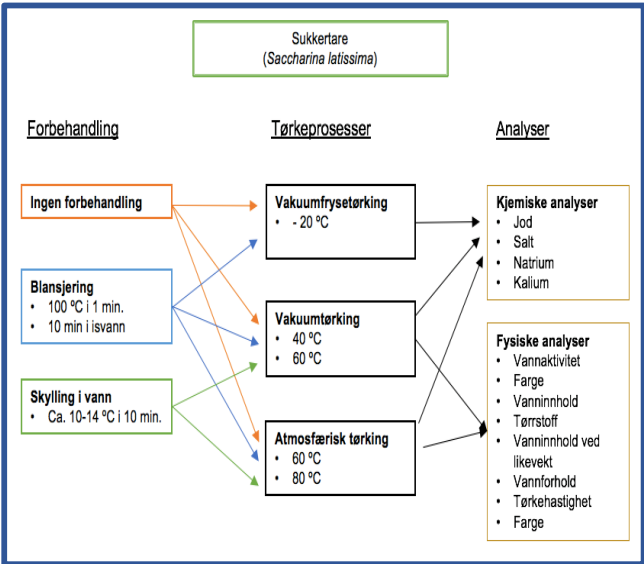 Sukkertare
(Saccharina latissima)
Forbehandling
Tørkeprosesser
Analyser
Ingen forbehandling
Blansjering
• 100 ºC i 1 min.
• 10 min i isvann
Skylling i vann
• Ca. 10-14 ºC i 10 min.
Vakuumfrysetørking
• - 20 ºC
Vakuumtørking
• 40 ºC
• 60 ºC
Atmosfærisk tørking
• 60 ºC
• 80 ºC
Kjemiske analyser
• Jod
• Salt
• Natrium
• Kalium
Fysiske analyser
• Vannaktivitet
• Farge
• Vanninnhold
• Tørrstoff
• Vanninnhold ved
likevekt
• Vannforhold
• Tørkehastighet
• Farge